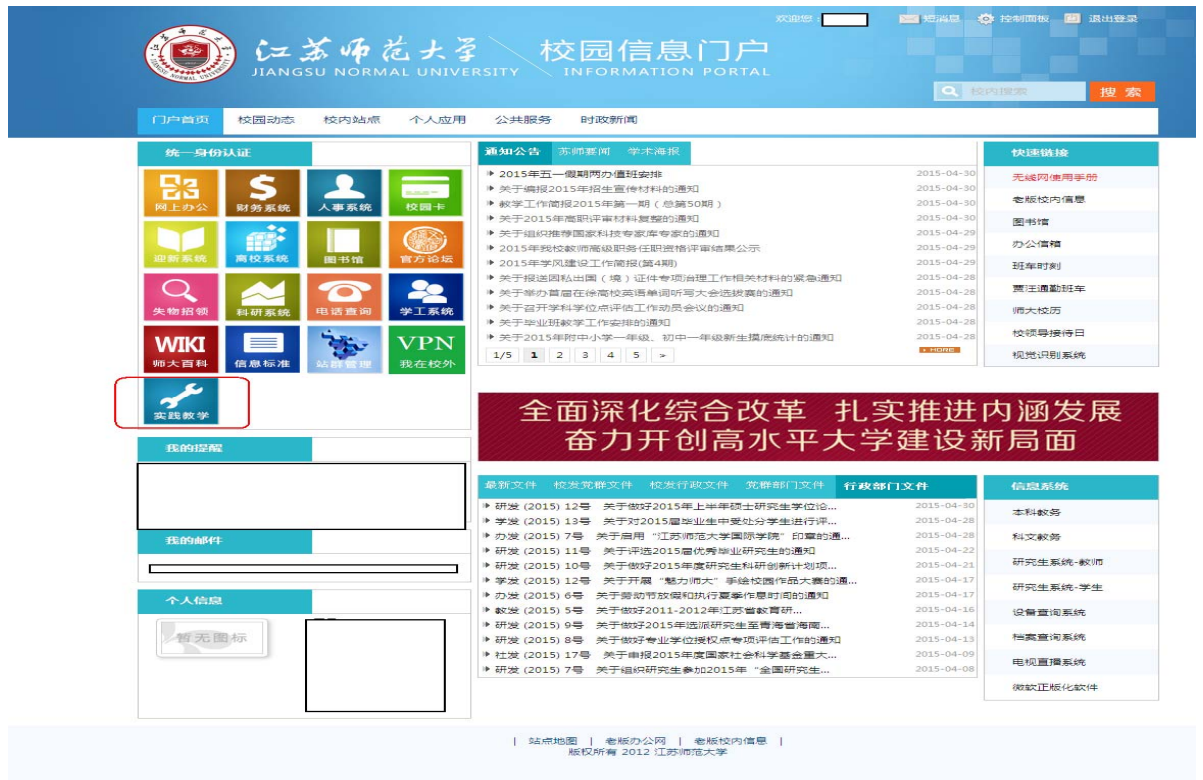 欢迎您： 短消息 控制面板 退出登录
江苏师范大学 校园信息门户
JIANGSU NORMAL UNIVERSITY INFORMATION PORTAL
校内搜索 搜 索
门户首页 校园动态 校内站点 个人应用 公共服务 时政新闻
统一身份认证
网上办公 财务系统 人事系统 校园卡
迎新系统 离校系统 图书馆 官方论坛
失物招领 科研系统 电话查询 学工系统
WIKI VPN
师大百科 信息标准 站群管理 我在校外
实践教学
我的提醒
我的邮件
个人信息
暂无图标
通知公告 苏师要闻 学术海报
2015年五一假期两办值班安排 2015-04-30
关于编报2015年招生宣传材料的通知 2015-04-30
教学工作简报2015年第一期（总第50期） 2015-04-30
关于2015年高职评审材料复整的通知 2015-04-30
关于组织推荐国家科技专家库专家的通知 2015-04-29
2015年我校教师高级职务任职资格评审结果公示 2015-04-29
2015年学风建设工作简报(第4期) 2015-04-29
关于报送因私出国（境）证件专项治理工作相关材料的紧急通知 2015-04-28
关于举办首届在徐高校英语单词听写大会选拔赛的通知 2015-04-28
关于召开学科学位点评估工作动员会议的通知 2015-04-28
关于毕业班教学工作安排的通知 2015-04-28
关于2015年附中小学一年级、初中一年级新生摸底统计的通知 2015-04-28
1/5 1 2 3 4 5 » + MORE
快速链接
无线网使用手册
老版校内信息
图书馆
办公信箱
班车时刻
贾汪通勤班车
师大校历
校领导接待日
视觉识别系统
全面深化综合改革 扎实推进内涵发展
奋力开创高水平大学建设新局面
最新文件 校发党群文件 校发行政文件 党群部门文件 行政部门文件
研发 (2015) 12号 关于做好2015年上半年硕士研究生学位论... 2015-04-30
学发 (2015) 13号 关于对2015届毕业生中受处分学生进行评... 2015-04-28
办发 (2015) 7号 关于启用“江苏师范大学国际学院”印章的通... 2015-04-28
研发 (2015) 11号 关于评选2015届优秀毕业研究生的通知 2015-04-22
研发 (2015) 10号 关于做好2015年度研究生科研创新计划项... 2015-04-21
学发 (2015) 12号 关于开展“魅力师大”手绘校园作品大赛的通... 2015-04-17
办发 (2015) 6号 关于劳动节放假和执行夏季作息时间的通知 2015-04-17
教发 (2015) 5号 关于做好2011-2012年江苏省教育研... 2015-04-16
研发 (2015) 9号 关于做好2015年选派研究生至青海省海南... 2015-04-14
研发 (2015) 8号 关于做好专业学位授权点专项评估工作的通知 2015-04-13
社发 (2015) 17号 关于申报2015年度国家社会科学基金重大... 2015-04-09
研发 (2015) 7号 关于组织研究生参加2015年“全国研究生... 2015-04-08
信息系统
本科教务
科文教务
研究生系统-教师
研究生系统-学生
设备查询系统
档案查询系统
电视直播系统
微软正版化软件
| 站点地图 | 老版办公网 | 老版校内信息 |
版权所有 2012 江苏师范大学